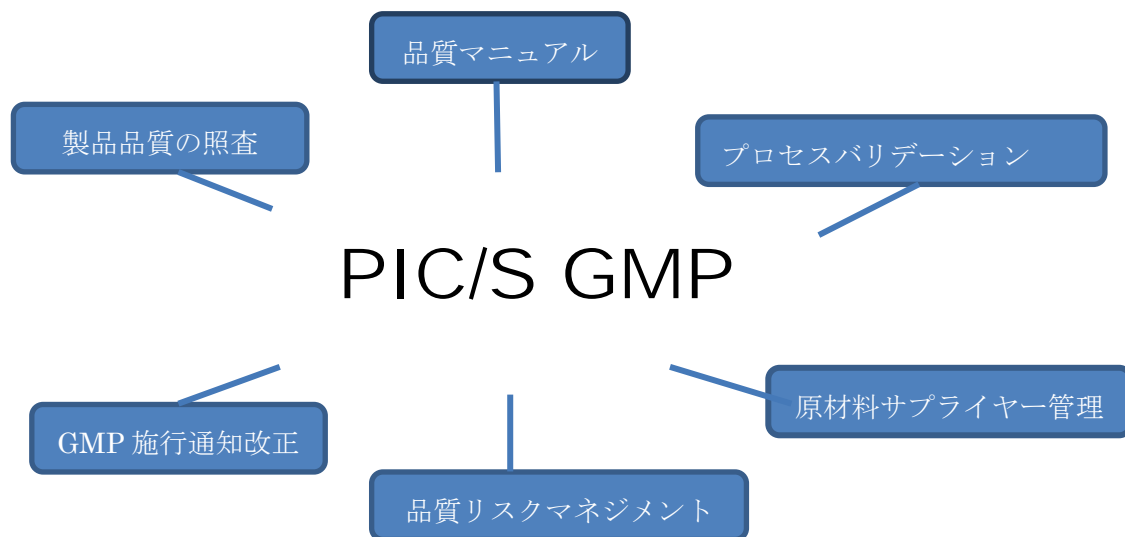 品質マニュアル
製品品質の照査
プロセスバリデーション
PIC/S GMP
原材料サプライヤー管理
GMP 施行通知改正
品質リスクマネジメント